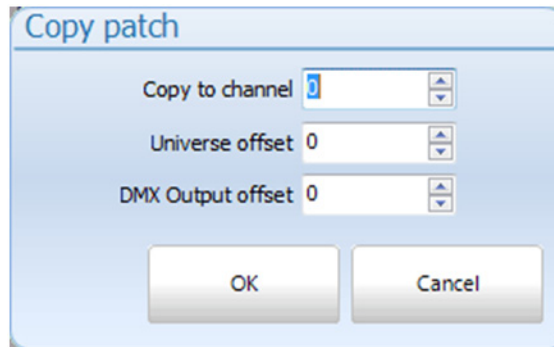 Copy patch
Copy to channel 0
Universe offset 0
DMX Output offset 0
OK Cancel